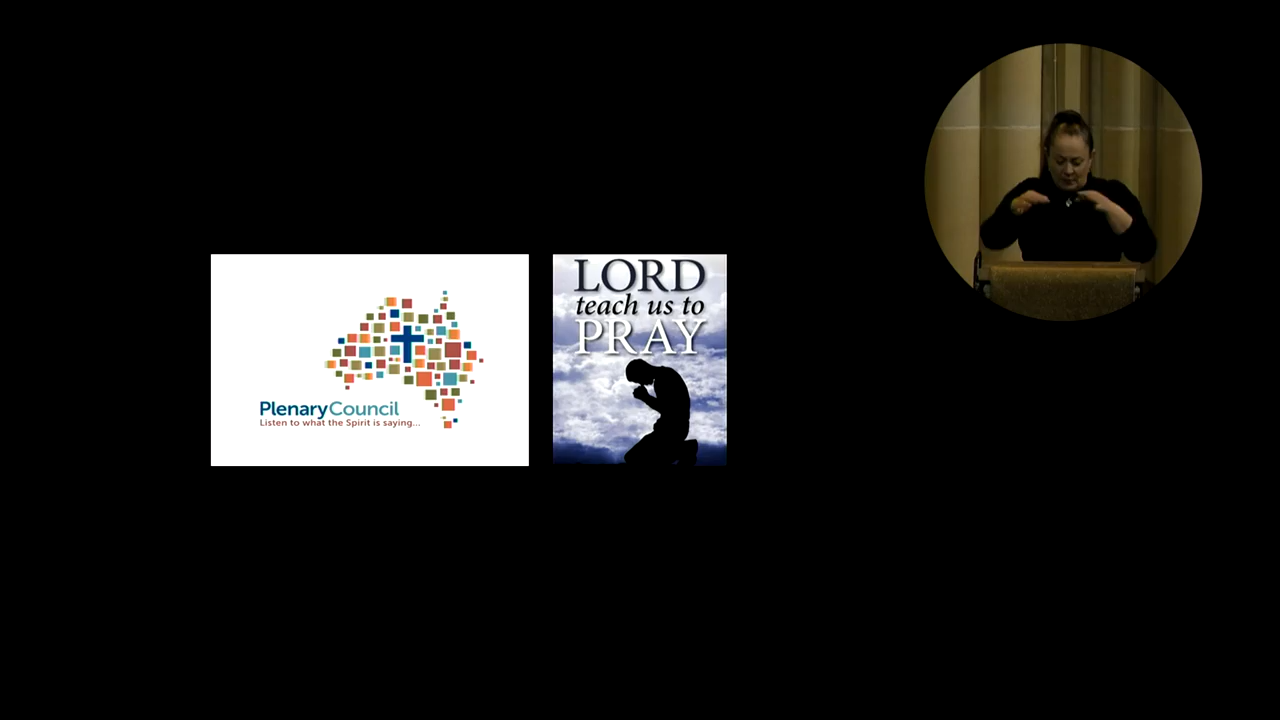 PlenaryCouncil
Listen to what the Spirit is saying...
LORD
teach us to
PRAY